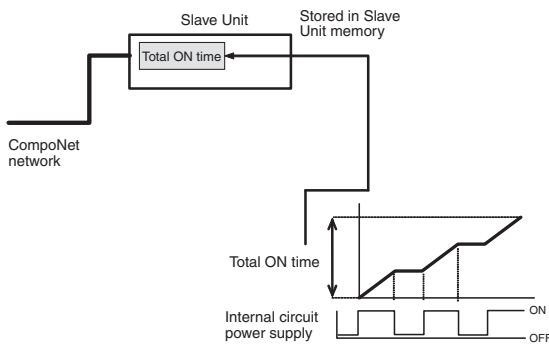 Slave Unit
Stored in Slave
Unit memory
Total ON time
CompoNet
network
Total ON time
Internal circuit
power supply
ON
OFF